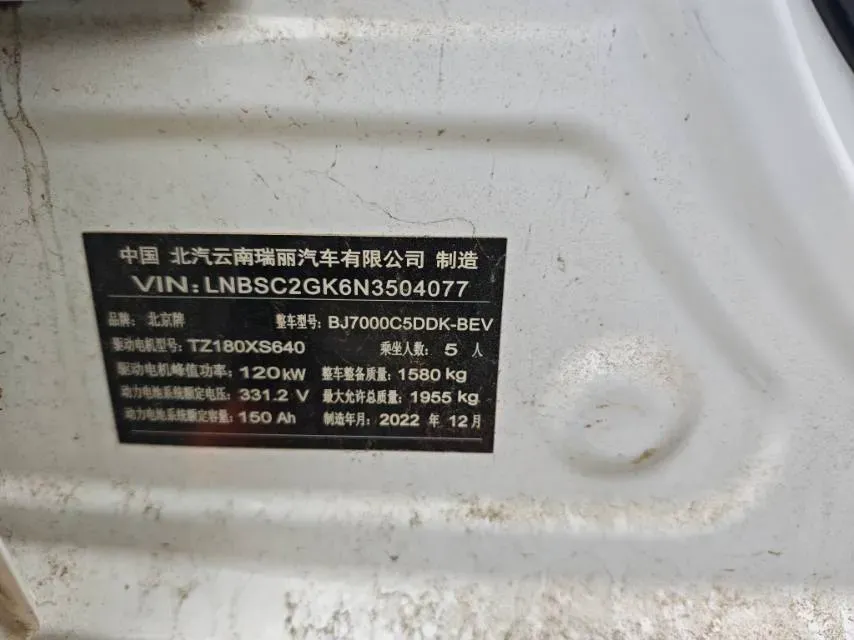 中国 北汽云南瑞丽汽车有限公司 制造
VIN: LNBSC2GK6N3504077
品牌: 北京牌 整车型号: BJ7000C5DDK-BEV
驱动电机型号: TZ180XS640 乘坐人数: 5 人
驱动电机峰值功率: 120kW 整车整备质量: 1580 kg
动力电池系统额定电压: 331.2 V 最大允许总质量: 1955 kg
动力电池系统额定容量: 150 Ah 制造年月: 2022 年 12 月